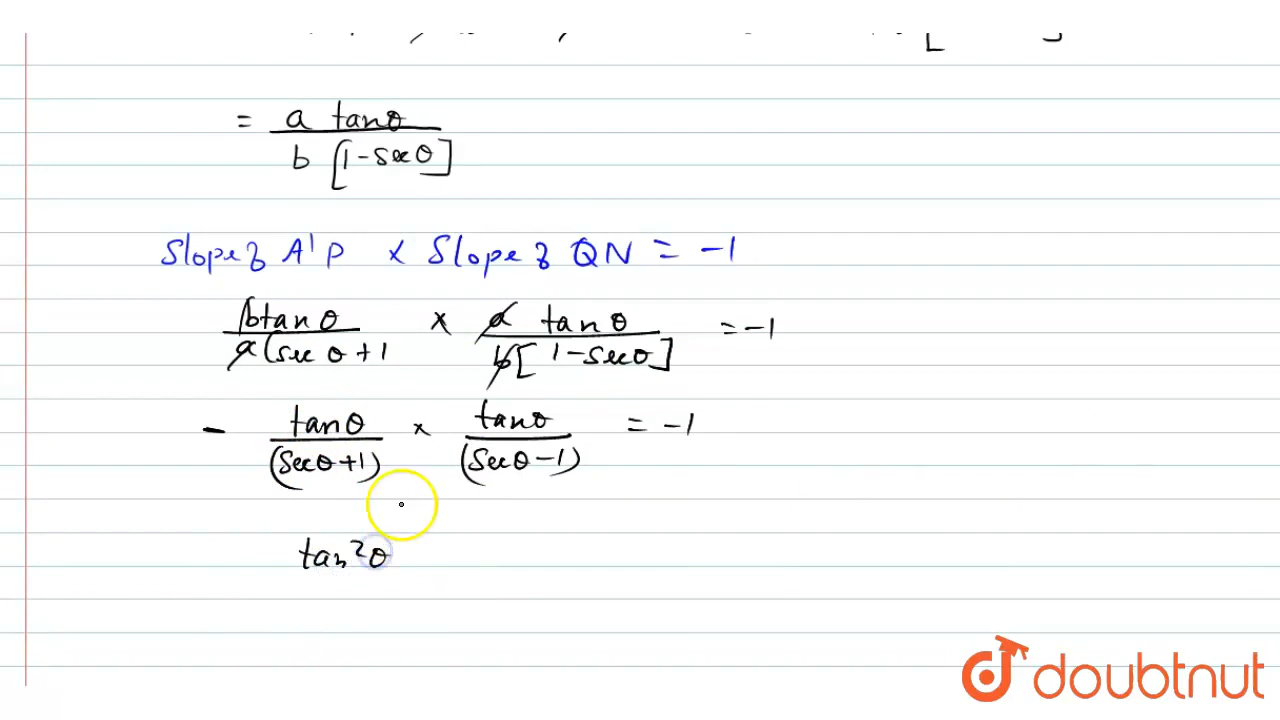 = a tanθ
b [1-secθ]
Slope of A'P × Slope of QN = -1
btanθ × a tanθ = -1
a(secθ+1 b[1-secθ]
- tanθ × tanθ = -1
(secθ+1) (secθ-1)
tan²θ
doubtnut